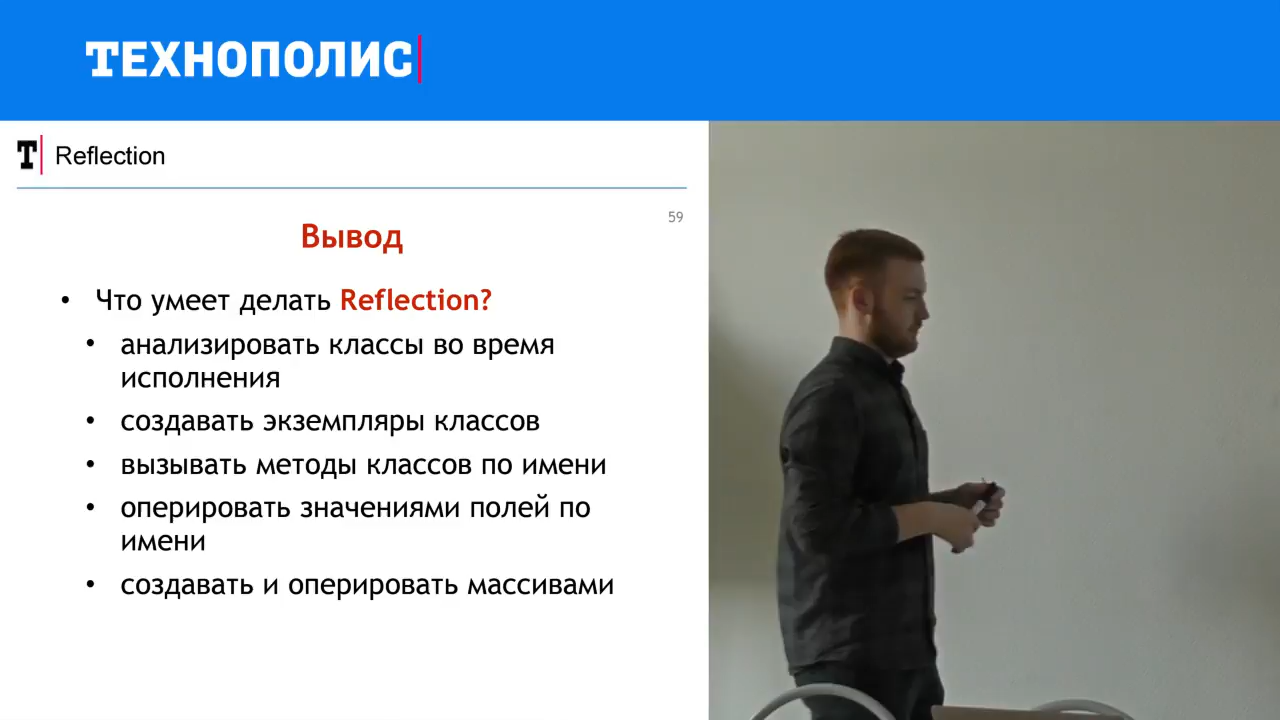 ТЕХНОПОЛИС
T Reflection
59
Вывод
• Что умеет делать Reflection?
• анализировать классы во время
исполнения
• создавать экземпляры классов
• вызывать методы классов по имени
• оперировать значениями полей по
имени
• создавать и оперировать массивами